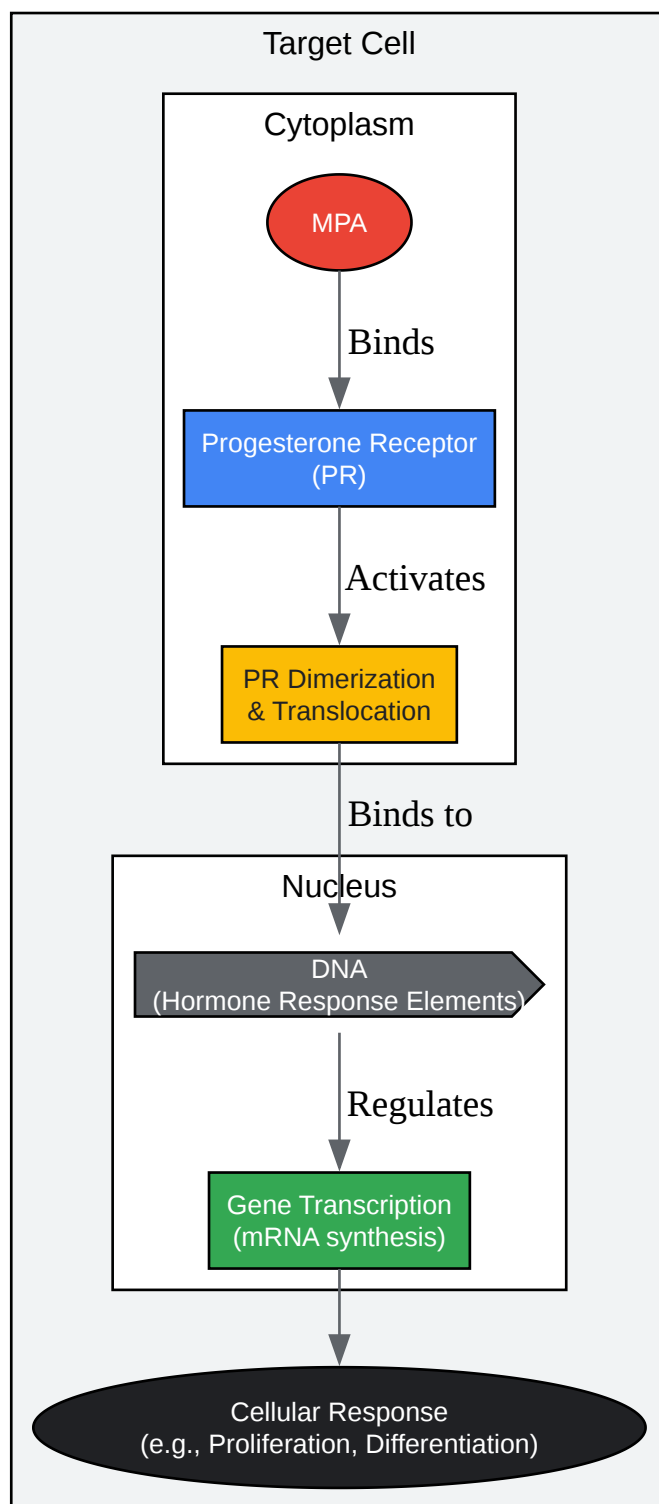 Target Cell
Cytoplasm
MPA
Binds
Progesterone Receptor
(PR)
Activates
PR Dimerization
& Translocation
Binds to
Nucleus
DNA
(Hormone Response Elements)
Regulates
Gene Transcription
(mRNA synthesis)
Cellular Response
(e.g., Proliferation, Differentiation)